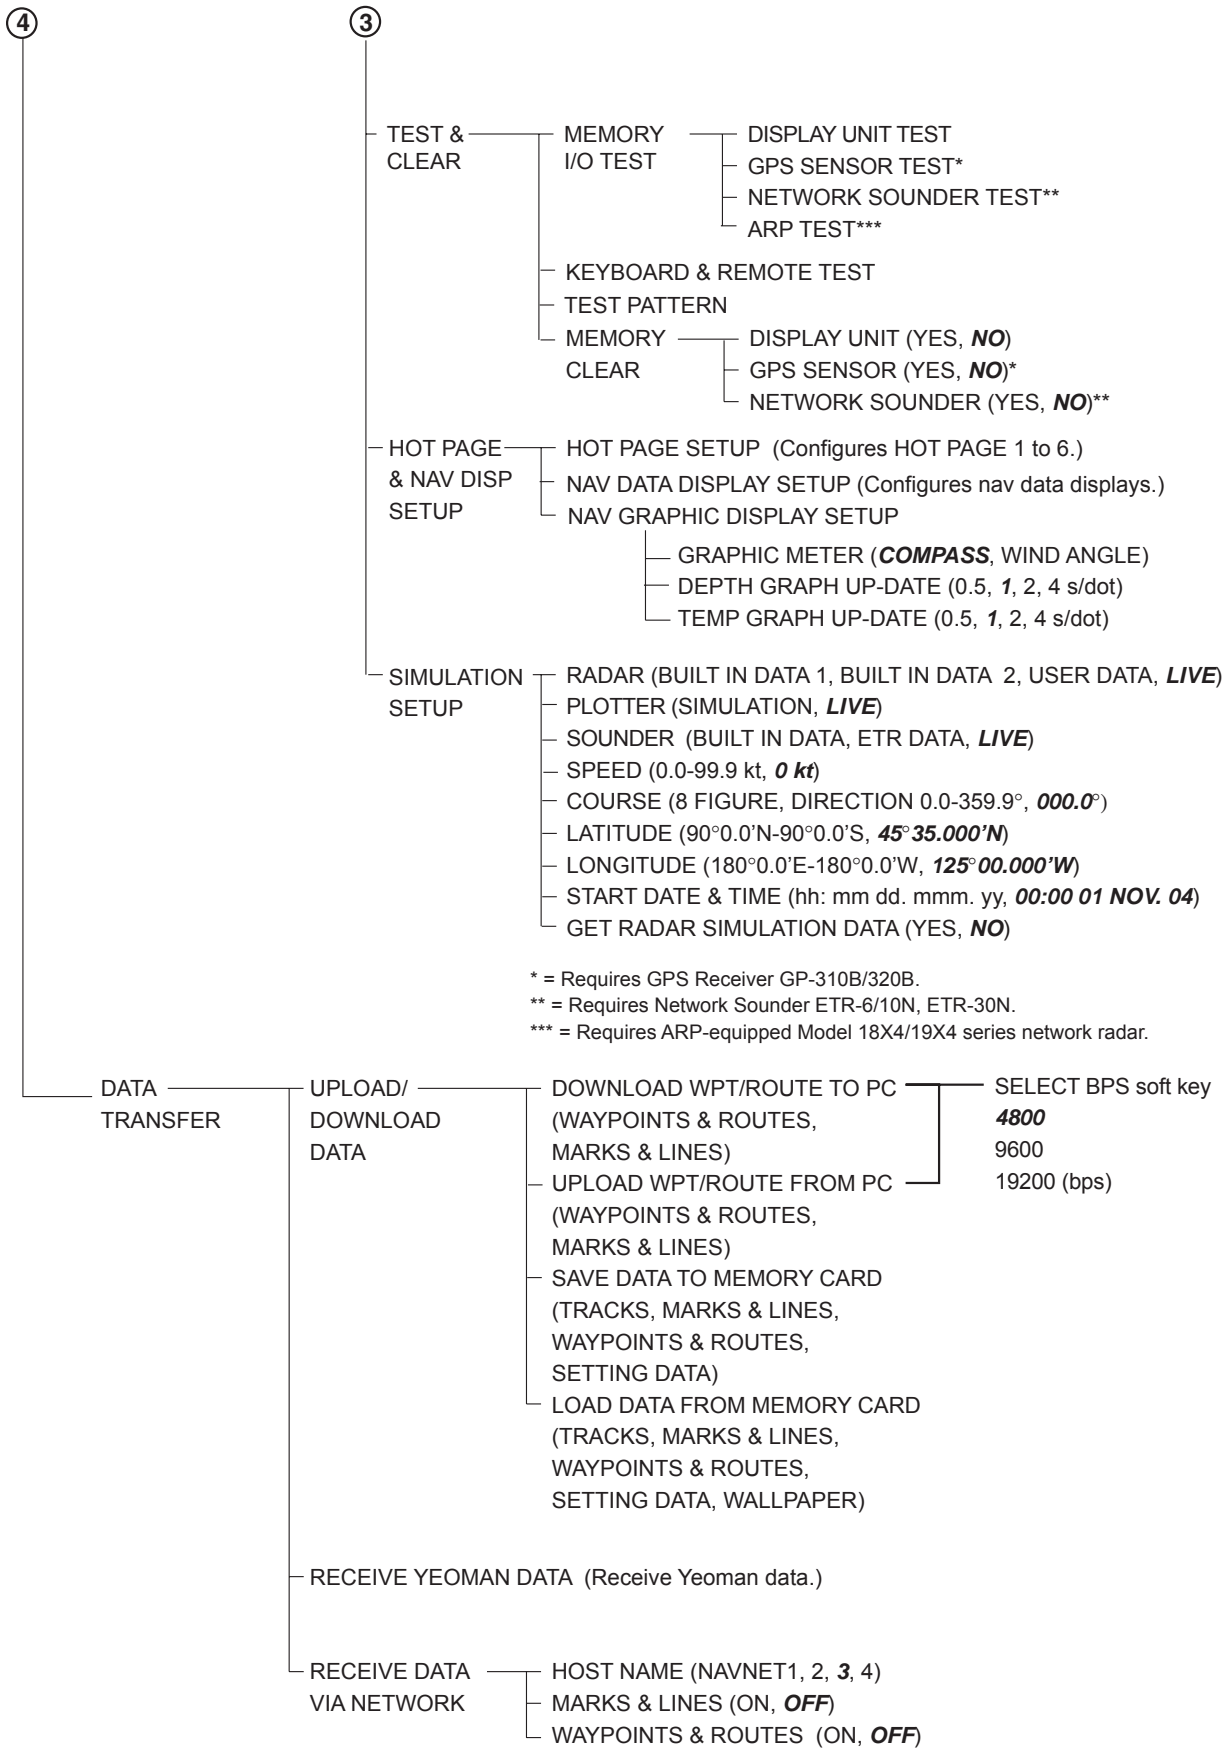 4
3
TEST & CLEAR
MEMORY I/O TEST
DISPLAY UNIT TEST
GPS SENSOR TEST*
NETWORK SOUNDER TEST**
ARP TEST***
KEYBOARD & REMOTE TEST
TEST PATTERN
MEMORY CLEAR
DISPLAY UNIT (YES, NO)
GPS SENSOR (YES, NO)*
NETWORK SOUNDER (YES, NO)**
HOT PAGE & NAV DISP SETUP
HOT PAGE SETUP (Configures HOT PAGE 1 to 6.)
NAV DATA DISPLAY SETUP (Configures nav data displays.)
NAV GRAPHIC DISPLAY SETUP
GRAPHIC METER (COMPASS, WIND ANGLE)
DEPTH GRAPH UP-DATE (0.5, 1, 2, 4 s/dot)
TEMP GRAPH UP-DATE (0.5, 1, 2, 4 s/dot)
SIMULATION SETUP
RADAR (BUILT IN DATA 1, BUILT IN DATA 2, USER DATA, LIVE)
PLOTTER (SIMULATION, LIVE)
SOUNDER (BUILT IN DATA, ETR DATA, LIVE)
SPEED (0.0-99.9 kt, 0 kt)
COURSE (8 FIGURE, DIRECTION 0.0-359.9°, 000.0°)
LATITUDE (90°0.0’N-90°0.0’S, 45°35.000’N)
LONGITUDE (180°0.0’E-180°0.0’W, 125°00.000’W)
START DATE & TIME (hh: mm dd. mmm. yy, 00:00 01 NOV. 04)
GET RADAR SIMULATION DATA (YES, NO)
* = Requires GPS Receiver GP-310B/320B.
** = Requires Network Sounder ETR-6/10N, ETR-30N.
*** = Requires ARP-equipped Model 18X4/19X4 series network radar.
DATA TRANSFER
UPLOAD/
DOWNLOAD
DATA
DOWNLOAD WPT/ROUTE TO PC
(WAYPOINTS & ROUTES,
MARKS & LINES)
SELECT BPS soft key
4800
9600
19200 (bps)
UPLOAD WPT/ROUTE FROM PC
(WAYPOINTS & ROUTES,
MARKS & LINES)
SAVE DATA TO MEMORY CARD
(TRACKS, MARKS & LINES,
WAYPOINTS & ROUTES,
SETTING DATA)
LOAD DATA FROM MEMORY CARD
(TRACKS, MARKS & LINES,
WAYPOINTS & ROUTES,
SETTING DATA, WALLPAPER)
RECEIVE YEOMAN DATA (Receive Yeoman data.)
RECEIVE DATA
VIA NETWORK
HOST NAME (NAVNET1, 2, 3, 4)
MARKS & LINES (ON, OFF)
WAYPOINTS & ROUTES (ON, OFF)